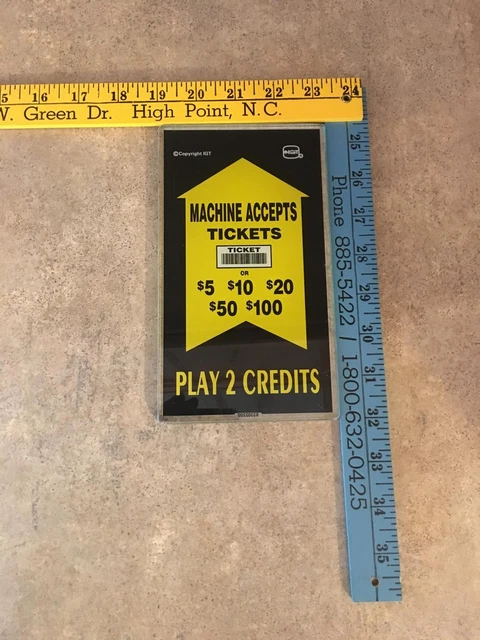 5 16 17 18 19 20 21 22 23 24
W. Green Dr. High Point, N.C.
25 26 27 28 29 30 31 32 33 34 35
Phone 885-5422 / 1-800-632-0425
©Copyright IGT
MACHINE ACCEPTS
TICKETS
TICKET
OR
$5 $10 $20
$50 $100
PLAY 2 CREDITS